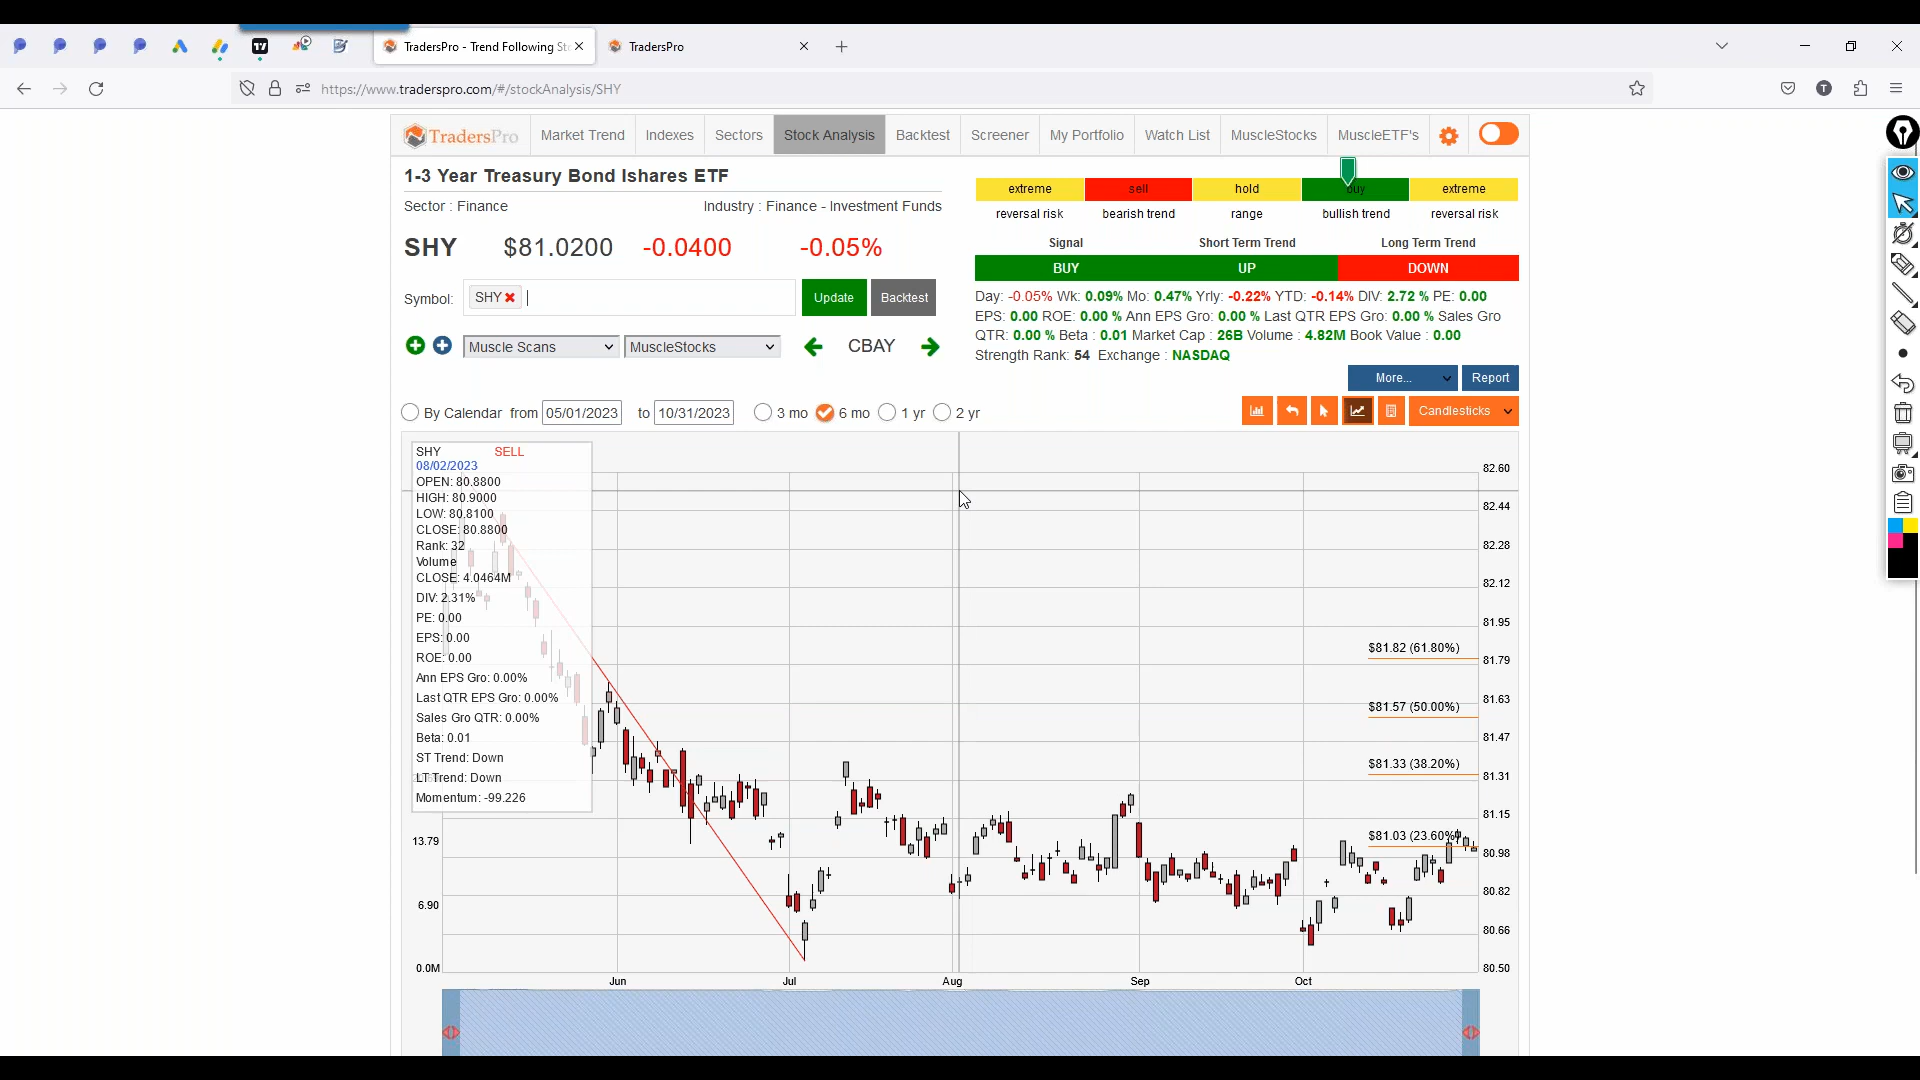 TradersPro - Trend Following Sto
TradersPro
https://www.traderspro.com/#/stockAnalysis/SHY
T
TradersPro
Market Trend
Indexes
Sectors
Stock Analysis
Backtest
Screener
My Portfolio
Watch List
MuscleStocks
MuscleETF's
1-3 Year Treasury Bond Ishares ETF
Sector : Finance
Industry : Finance - Investment Funds
SHY $81.0200 -0.0400 -0.05%
Symbol: SHY
Update
Backtest
Muscle Scans
MuscleStocks
CBAY
extreme sell hold buy extreme
reversal risk bearish trend range bullish trend reversal risk
Signal Short Term Trend Long Term Trend
BUY UP DOWN
Day: -0.05% Wk: 0.09% Mo: 0.47% Yrly: -0.22% YTD: -0.14% DIV: 2.72 % PE: 0.00
EPS: 0.00 ROE: 0.00 % Ann EPS Gro: 0.00 % Last QTR EPS Gro: 0.00 % Sales Gro
QTR: 0.00 % Beta : 0.01 Market Cap : 26B Volume : 4.82M Book Value : 0.00
Strength Rank: 54 Exchange : NASDAQ
More...
Report
By Calendar from 05/01/2023 to 10/31/2023
3 mo 6 mo 1 yr 2 yr
Candlesticks
SHY SELL
08/02/2023
OPEN: 80.8800
HIGH: 80.9000
LOW: 80.8100
CLOSE: 80.8800
Rank: 32
Volume
CLOSE: 4.0464M
DIV: 2.31%
PE: 0.00
EPS: 0.00
ROE: 0.00
Ann EPS Gro: 0.00%
Last QTR EPS Gro: 0.00%
Sales Gro QTR: 0.00%
Beta: 0.01
ST Trend: Down
LT Trend: Down
Momentum: -99.226
13.79
6.90
0.0M
$81.82 (61.80%)
$81.57 (50.00%)
$81.33 (38.20%)
$81.03 (23.60%)
82.60
82.44
82.28
82.12
81.95
81.79
81.63
81.47
81.31
81.15
80.98
80.82
80.66
80.50
Jun
Jul
Aug
Sep
Oct